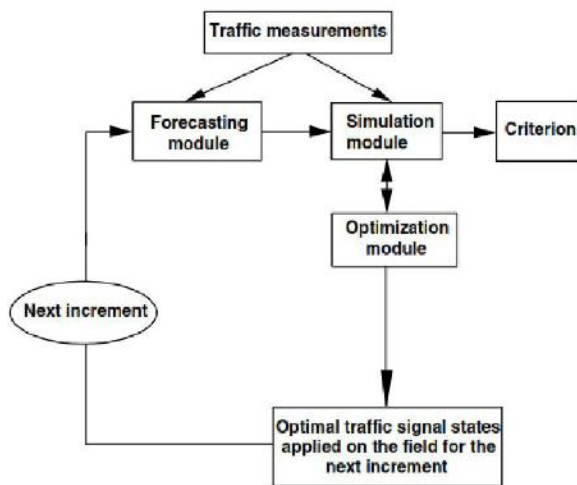 Traffic measurements
Forecasting
module
Simulation
module
Criterion
Optimization
module
Next increment
Optimal traffic signal states
applied on the field for the
next increment